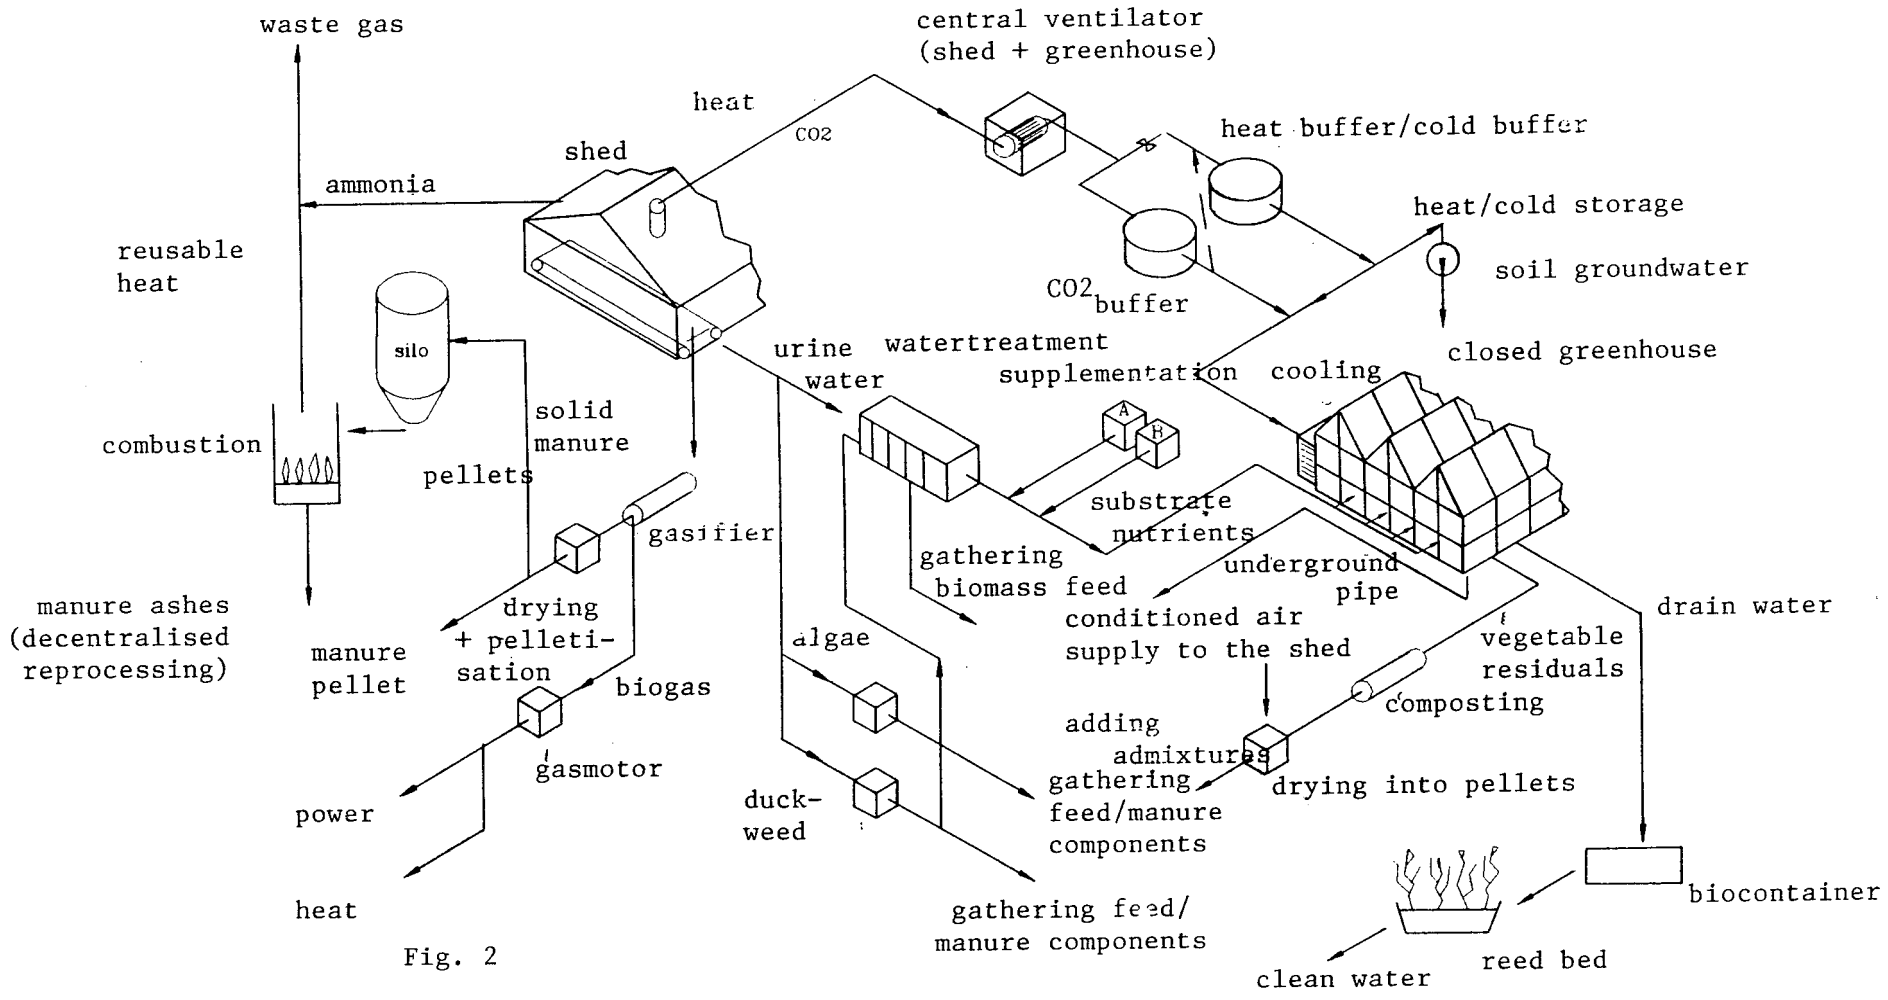 waste gas
central ventilator
(shed + greenhouse)
heat
CO2
heat buffer/cold buffer
shed
ammonia
heat/cold storage
reusable
heat
soil groundwater
CO2
buffer
silo
urine
water
watertreatment
supplementation
cooling
closed greenhouse
A
B
solid
manure
combustion
pellets
substrate
nutrients
gasifier
gathering
biomass feed
underground
pipe
manure ashes
(decentralised
reprocessing)
drying
+ pelleti-
sation
conditioned air
supply to the shed
drain water
manure
pellet
algae
vegetable
residuals
biogas
composting
adding
admixtures
gasmotor
gathering
feed/manure
components
drying into pellets
power
duck-
weed
biocontainer
heat
gathering feed/
manure components
reed bed
clean water
Fig. 2